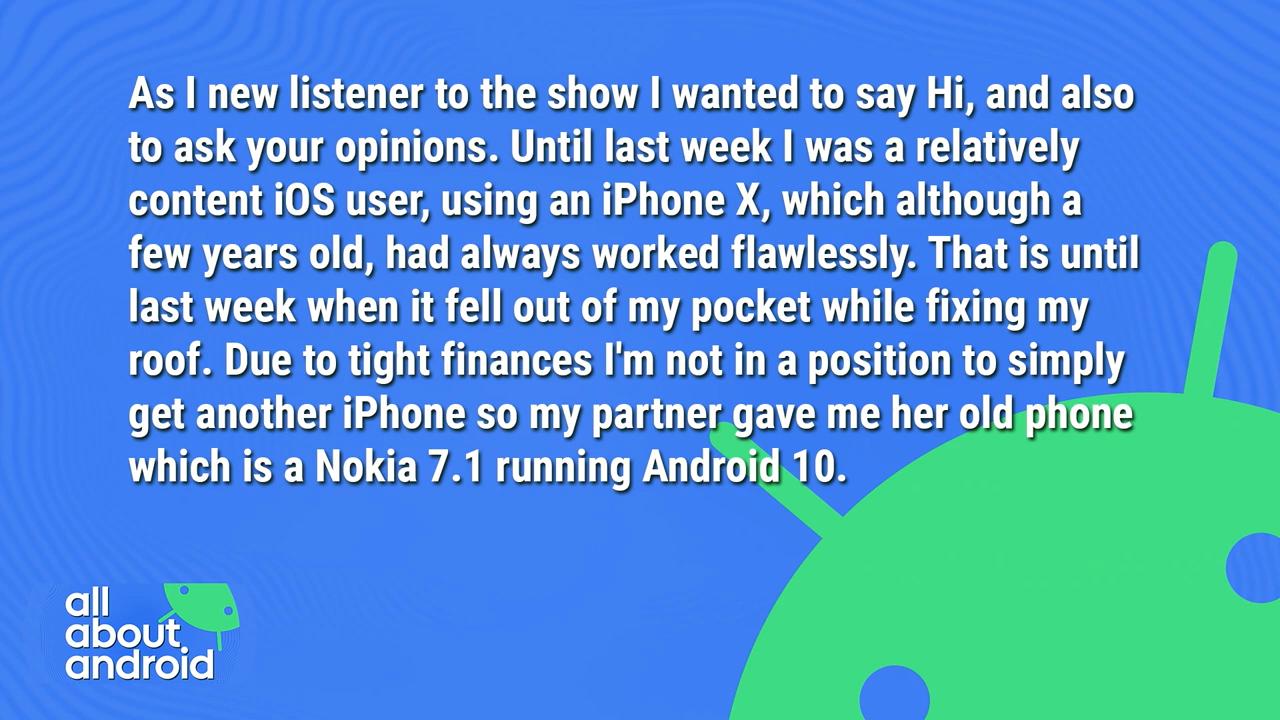 As I new listener to the show I wanted to say Hi, and also
to ask your opinions. Until last week I was a relatively
content iOS user, using an iPhone X, which although a
few years old, had always worked flawlessly. That is until
last week when it fell out of my pocket while fixing my
roof. Due to tight finances I'm not in a position to simply
get another iPhone so my partner gave me her old phone
which is a Nokia 7.1 running Android 10.
all
about
android